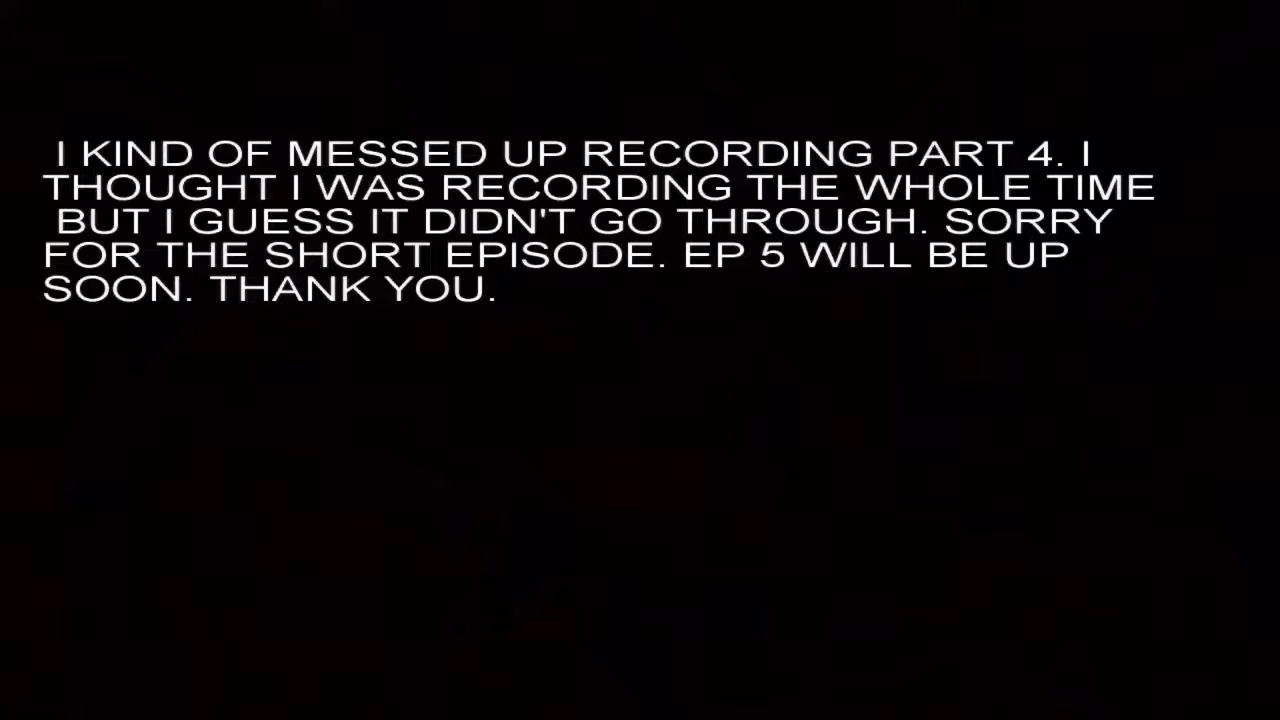 I KIND OF MESSED UP RECORDING PART 4. I
THOUGHT I WAS RECORDING THE WHOLE TIME
BUT I GUESS IT DIDN'T GO THROUGH. SORRY
FOR THE SHORT EPISODE. EP 5 WILL BE UP
SOON. THANK YOU.